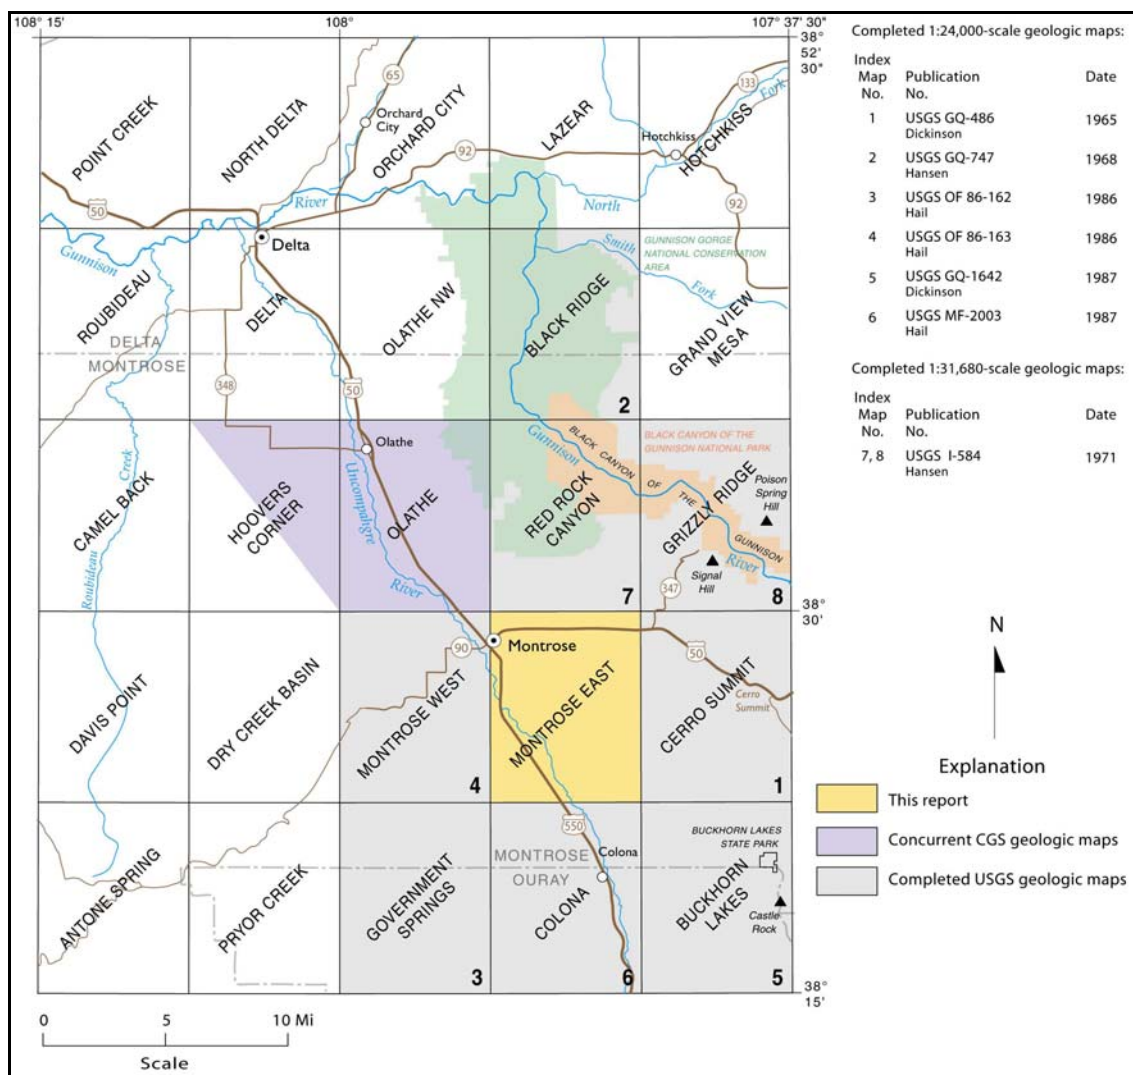 108° 15'
108°
107° 37' 30"
38°
52'
30"
65
Orchard
City
133
Fork
POINT CREEK
NORTH DELTA
ORCHARD CITY
LAZEAR
Hotchkiss
HOTCHKISS
92
50
River
North
92
Gunnison
Delta
Smith
Fork
GUNNISON GORGE
NATIONAL CONSERVATION
AREA
ROUBIDEAU
DELTA
OLATHE NW
BLACK RIDGE
GRAND VIEW
MESA
DELTA
MONTROSE
348
50
2
Olathe
Gunnison
BLACK CANYON OF THE GUNNISON
BLACK CANYON OF THE
GUNNISON NATIONAL PARK
Creek
CAMEL BACK
Roubideau
HOOVERS
CORNER
Uncompahgre
OLATHE
River
RED ROCK
CANYON
GRIZZLY RIDGE
Poison
Spring
Hill
River
Signal
Hill
347
7
8
38°
30'
90
Montrose
50
DAVIS POINT
DRY CREEK BASIN
MONTROSE WEST
MONTROSE EAST
CERRO SUMMIT
Cerro
Summit
4
1
550
BUCKHORN LAKES
STATE PARK
MONTROSE
OURAY
Colona
ANTONE SPRING
PRYOR CREEK
GOVERNMENT
SPRINGS
COLONA
BUCKHORN
LAKES
Castle
Rock
3
6
5
38°
15'
0
5
10 Mi
Scale
Completed 1:24,000-scale geologic maps:
Index
Map
No.
Publication
No.
Date
1
USGS GQ-486
Dickinson
1965
2
USGS GQ-747
Hansen
1968
3
USGS OF 86-162
Hail
1986
4
USGS OF 86-163
Hail
1986
5
USGS GQ-1642
Dickinson
1987
6
USGS MF-2003
Hail
1987
Completed 1:31,680-scale geologic maps:
Index
Map
No.
Publication
No.
Date
7, 8
USGS I-584
Hansen
1971
N
Explanation
This report
Concurrent CGS geologic maps
Completed USGS geologic maps